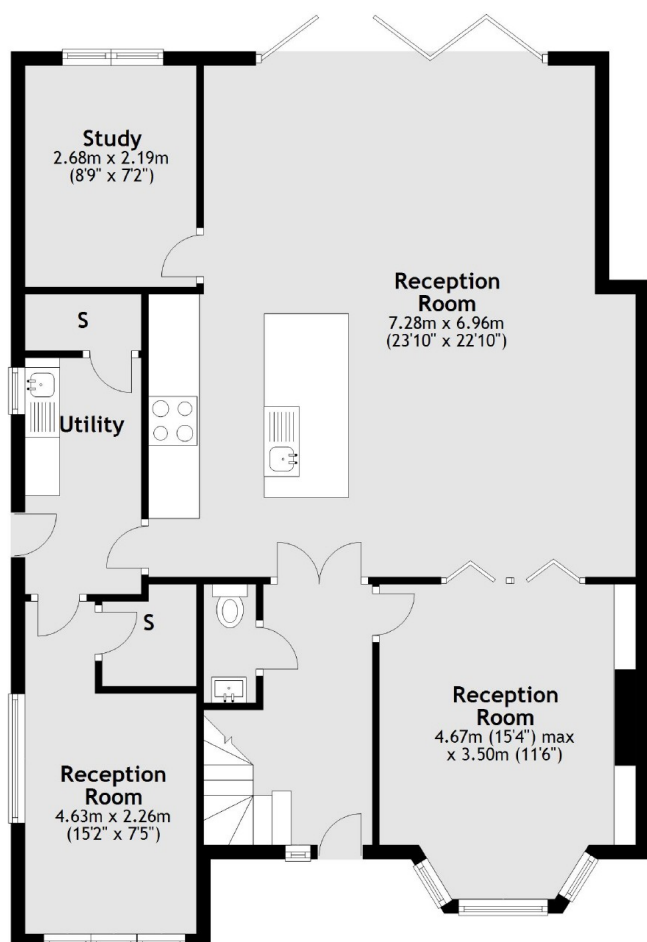 Study
2.68m x 2.19m
(8'9" x 7'2")
Reception
Room
7.28m x 6.96m
(23'10" x 22'10")
S
Utility
S
Reception
Room
4.67m (15'4") max
x 3.50m (11'6")
Reception
Room
4.63m x 2.26m
(15'2" x 7'5")